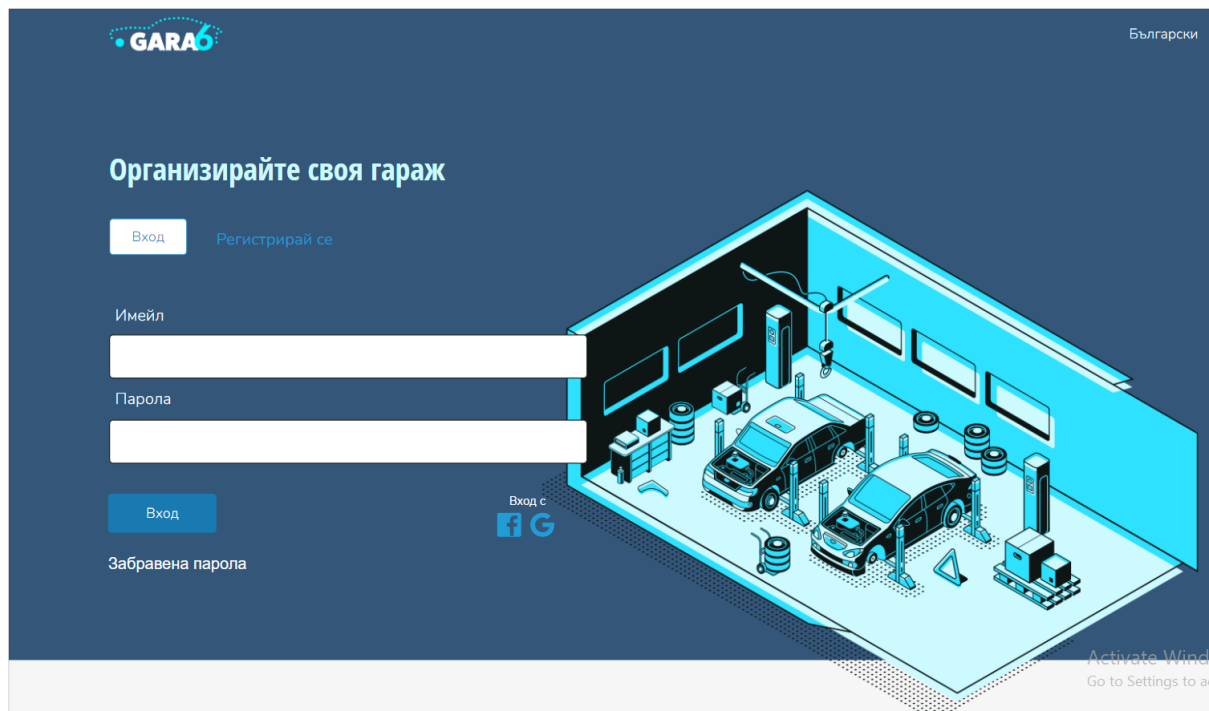 GARA6
Български
Организирайте своя гараж
Вход
Регистрирай се
Имейл
Парола
Вход
Вход с
Забравена парола
Activate Wind
Go to Settings to a